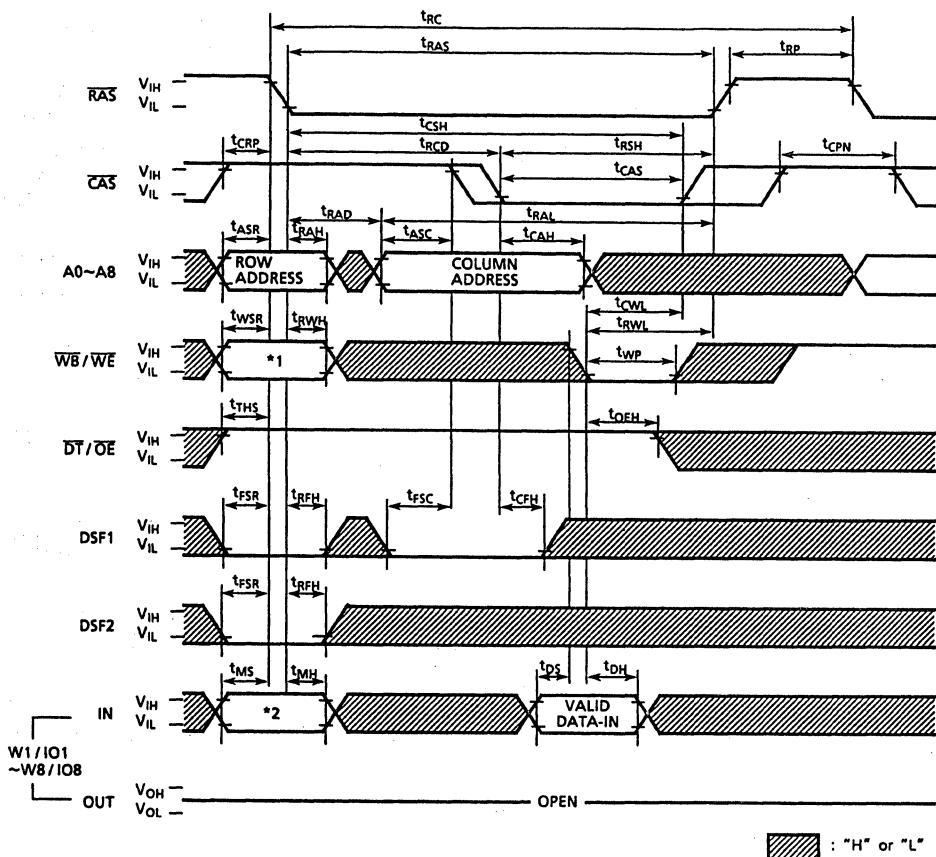 tRC
tRAS
tRP
RAS
VIH
VIL
tCSH
tCRP
tRCD
tRSH
tCPN
CAS
VIH
VIL
tCAS
tRAD
tRAL
tASR
tRAH
tASC
tCAH
A0~A8
VIH
VIL
ROW ADDRESS
COLUMN ADDRESS
tCWL
tRWL
tWSR
tRWH
tWP
WB/WE
VIH
VIL
*1
tTHS
tOEH
DT/OE
VIH
VIL
tFSR
tRFH
tFSC
tCFH
DSF1
VIH
VIL
tFSR
tRFH
DSF2
VIH
VIL
tMS
tMH
tDS
tDH
IN
VIH
VIL
*2
VALID DATA-IN
W1/IO1
~W8/IO8
OUT
VOH
VOL
OPEN
: "H" or "L"